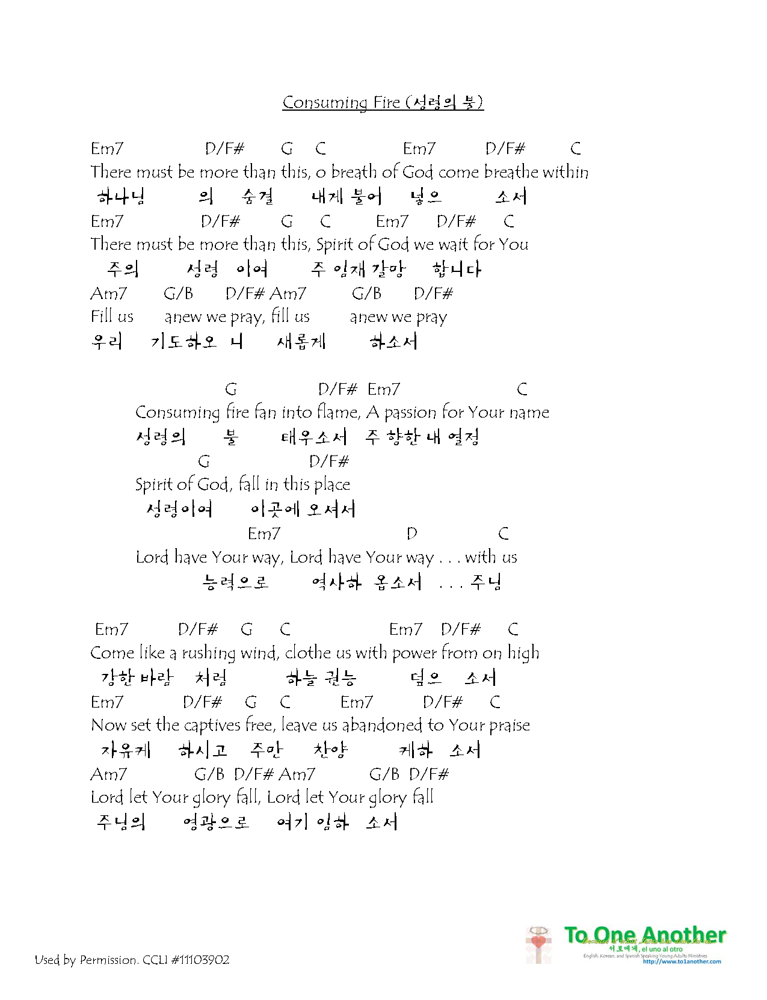 Consuming Fire (성령의 불)
Em7 D/F# G C Em7 D/F# C
There must be more than this, o breath of God come breathe within
하나님 의 숨결 내게 불어 넣으 소서
Em7 D/F# G C Em7 D/F# C
There must be more than this, Spirit of God we wait for You
주의 성령 이여 주 임재 갈망 합니다
Am7 G/B D/F# Am7 G/B D/F#
Fill us anew we pray, fill us anew we pray
우리 기도하오 니 새롭게 하소서
G D/F# Em7 C
Consuming fire fan into flame, A passion for Your name
성령의 불 태우소서 주 향한 내 열정
G D/F#
Spirit of God, fall in this place
성령이여 이곳에 오셔서
Em7 D C
Lord have Your way, Lord have Your way . . . with us
능력으로 역사하 옵소서 . . . 주님
Em7 D/F# G C Em7 D/F# C
Come like a rushing wind, clothe us with power from on high
강한 바람 처럼 하늘 권능 덮으 소서
Em7 D/F# G C Em7 D/F# C
Now set the captives free, leave us abandoned to Your praise
자유케 하시고 주만 찬양 케하 소서
Am7 G/B D/F# Am7 G/B D/F#
Lord let Your glory fall, Lord let Your glory fall
주님의 영광으로 여기 임하 소서
To One Another
Because of what Jesus has done for us
서로에게, el uno al otro
English, Korean, and Spanish Speaking Young Adults Ministries
http://www.to1another.com
Used by Permission. CCLI #11103902